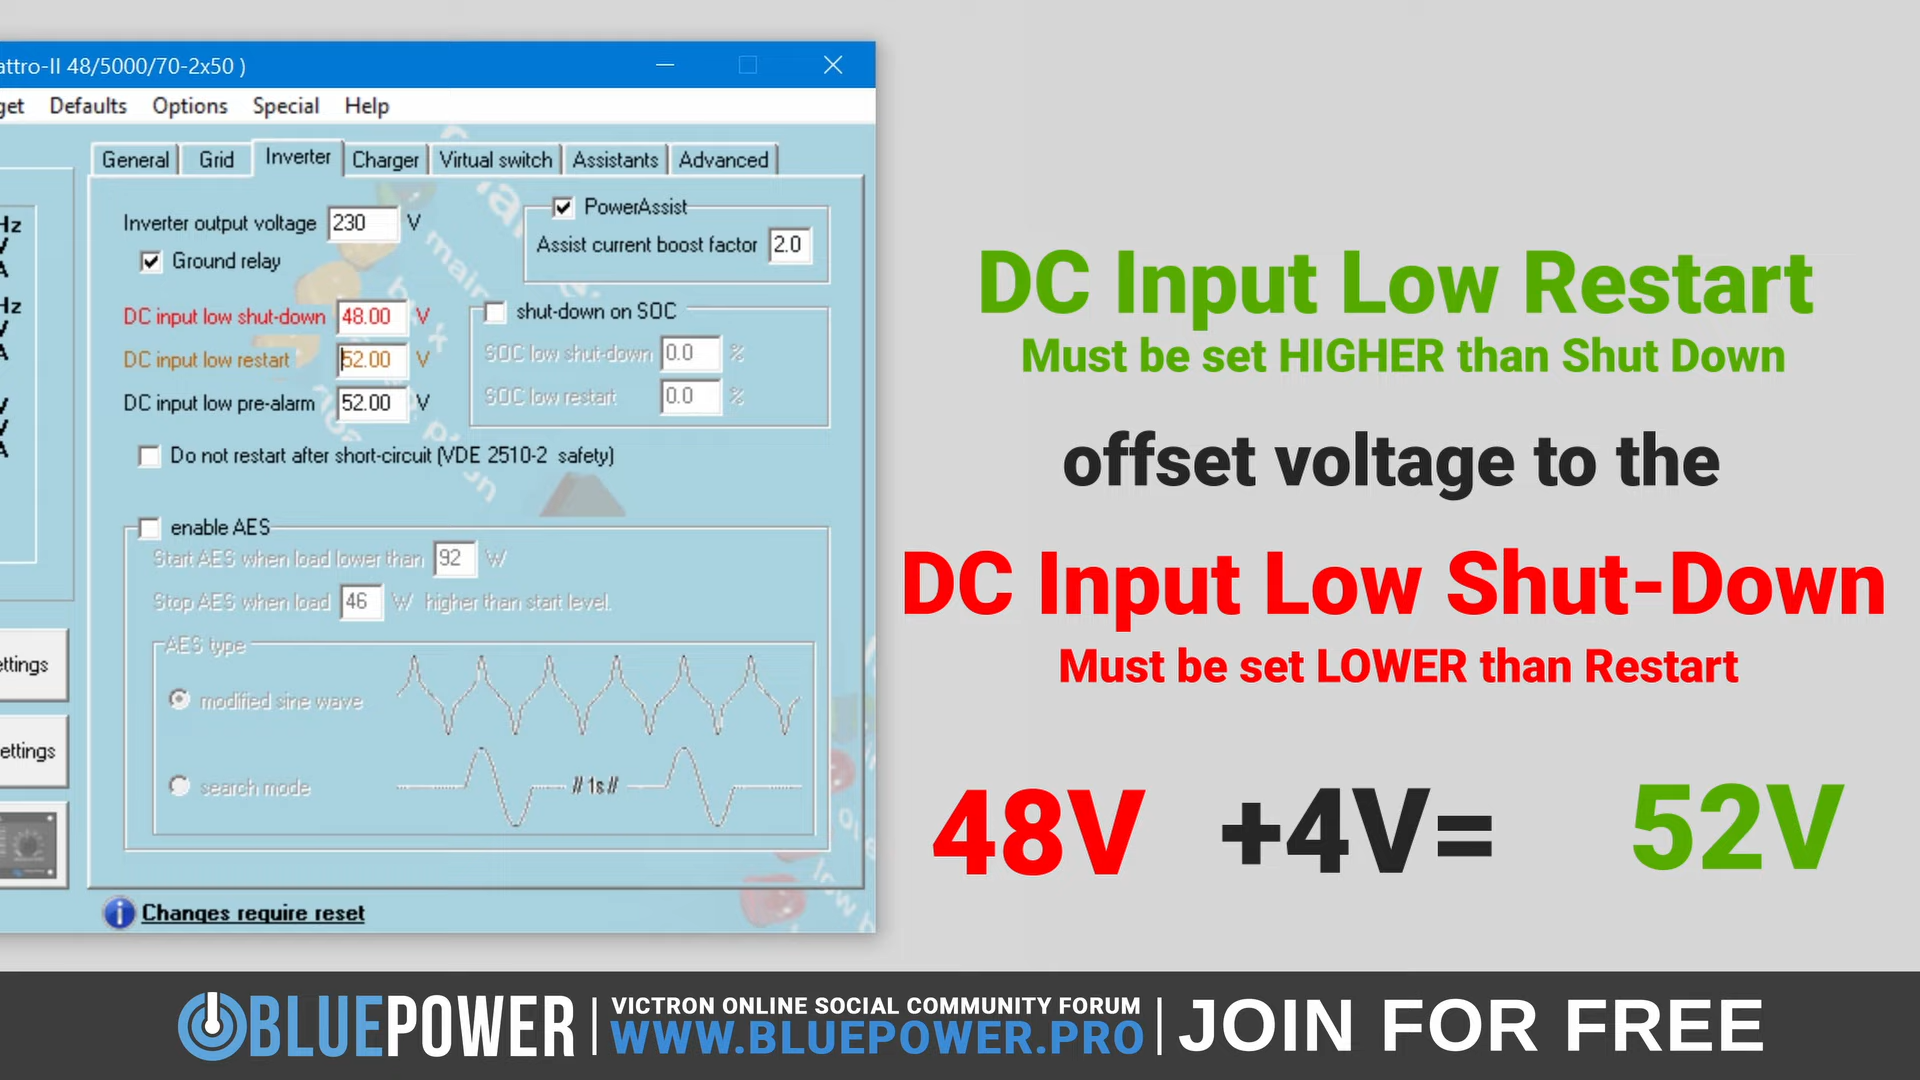 attro-II 48/5000/70-2x50 )
get Defaults Options Special Help
General Grid Inverter Charger Virtual switch Assistants Advanced
Hz
V
A
Hz
V
A
V
V
A
Inverter output voltage 230 V
Ground relay
PowerAssist
Assist current boost factor 2.0
DC input low shut-down 48.00 V
DC input low restart 52.00 V
DC input low pre-alarm 52.00 V
shut-down on SOC
SOC low shut-down 0.0 %
SOC low restart 0.0 %
Do not restart after short-circuit (VDE 2510-2 safety)
enable AES
Start AES when load lower than 92 W
Stop AES when load 46 W higher than start level.
AES type
modified sine wave
search mode
// 1s //
ettings
ettings
Changes require reset
DC Input Low Restart
Must be set HIGHER than Shut Down
offset voltage to the
DC Input Low Shut-Down
Must be set LOWER than Restart
48V +4V= 52V
BLUEPOWER
VICTRON ONLINE SOCIAL COMMUNITY FORUM
WWW.BLUEPOWER.PRO
JOIN FOR FREE